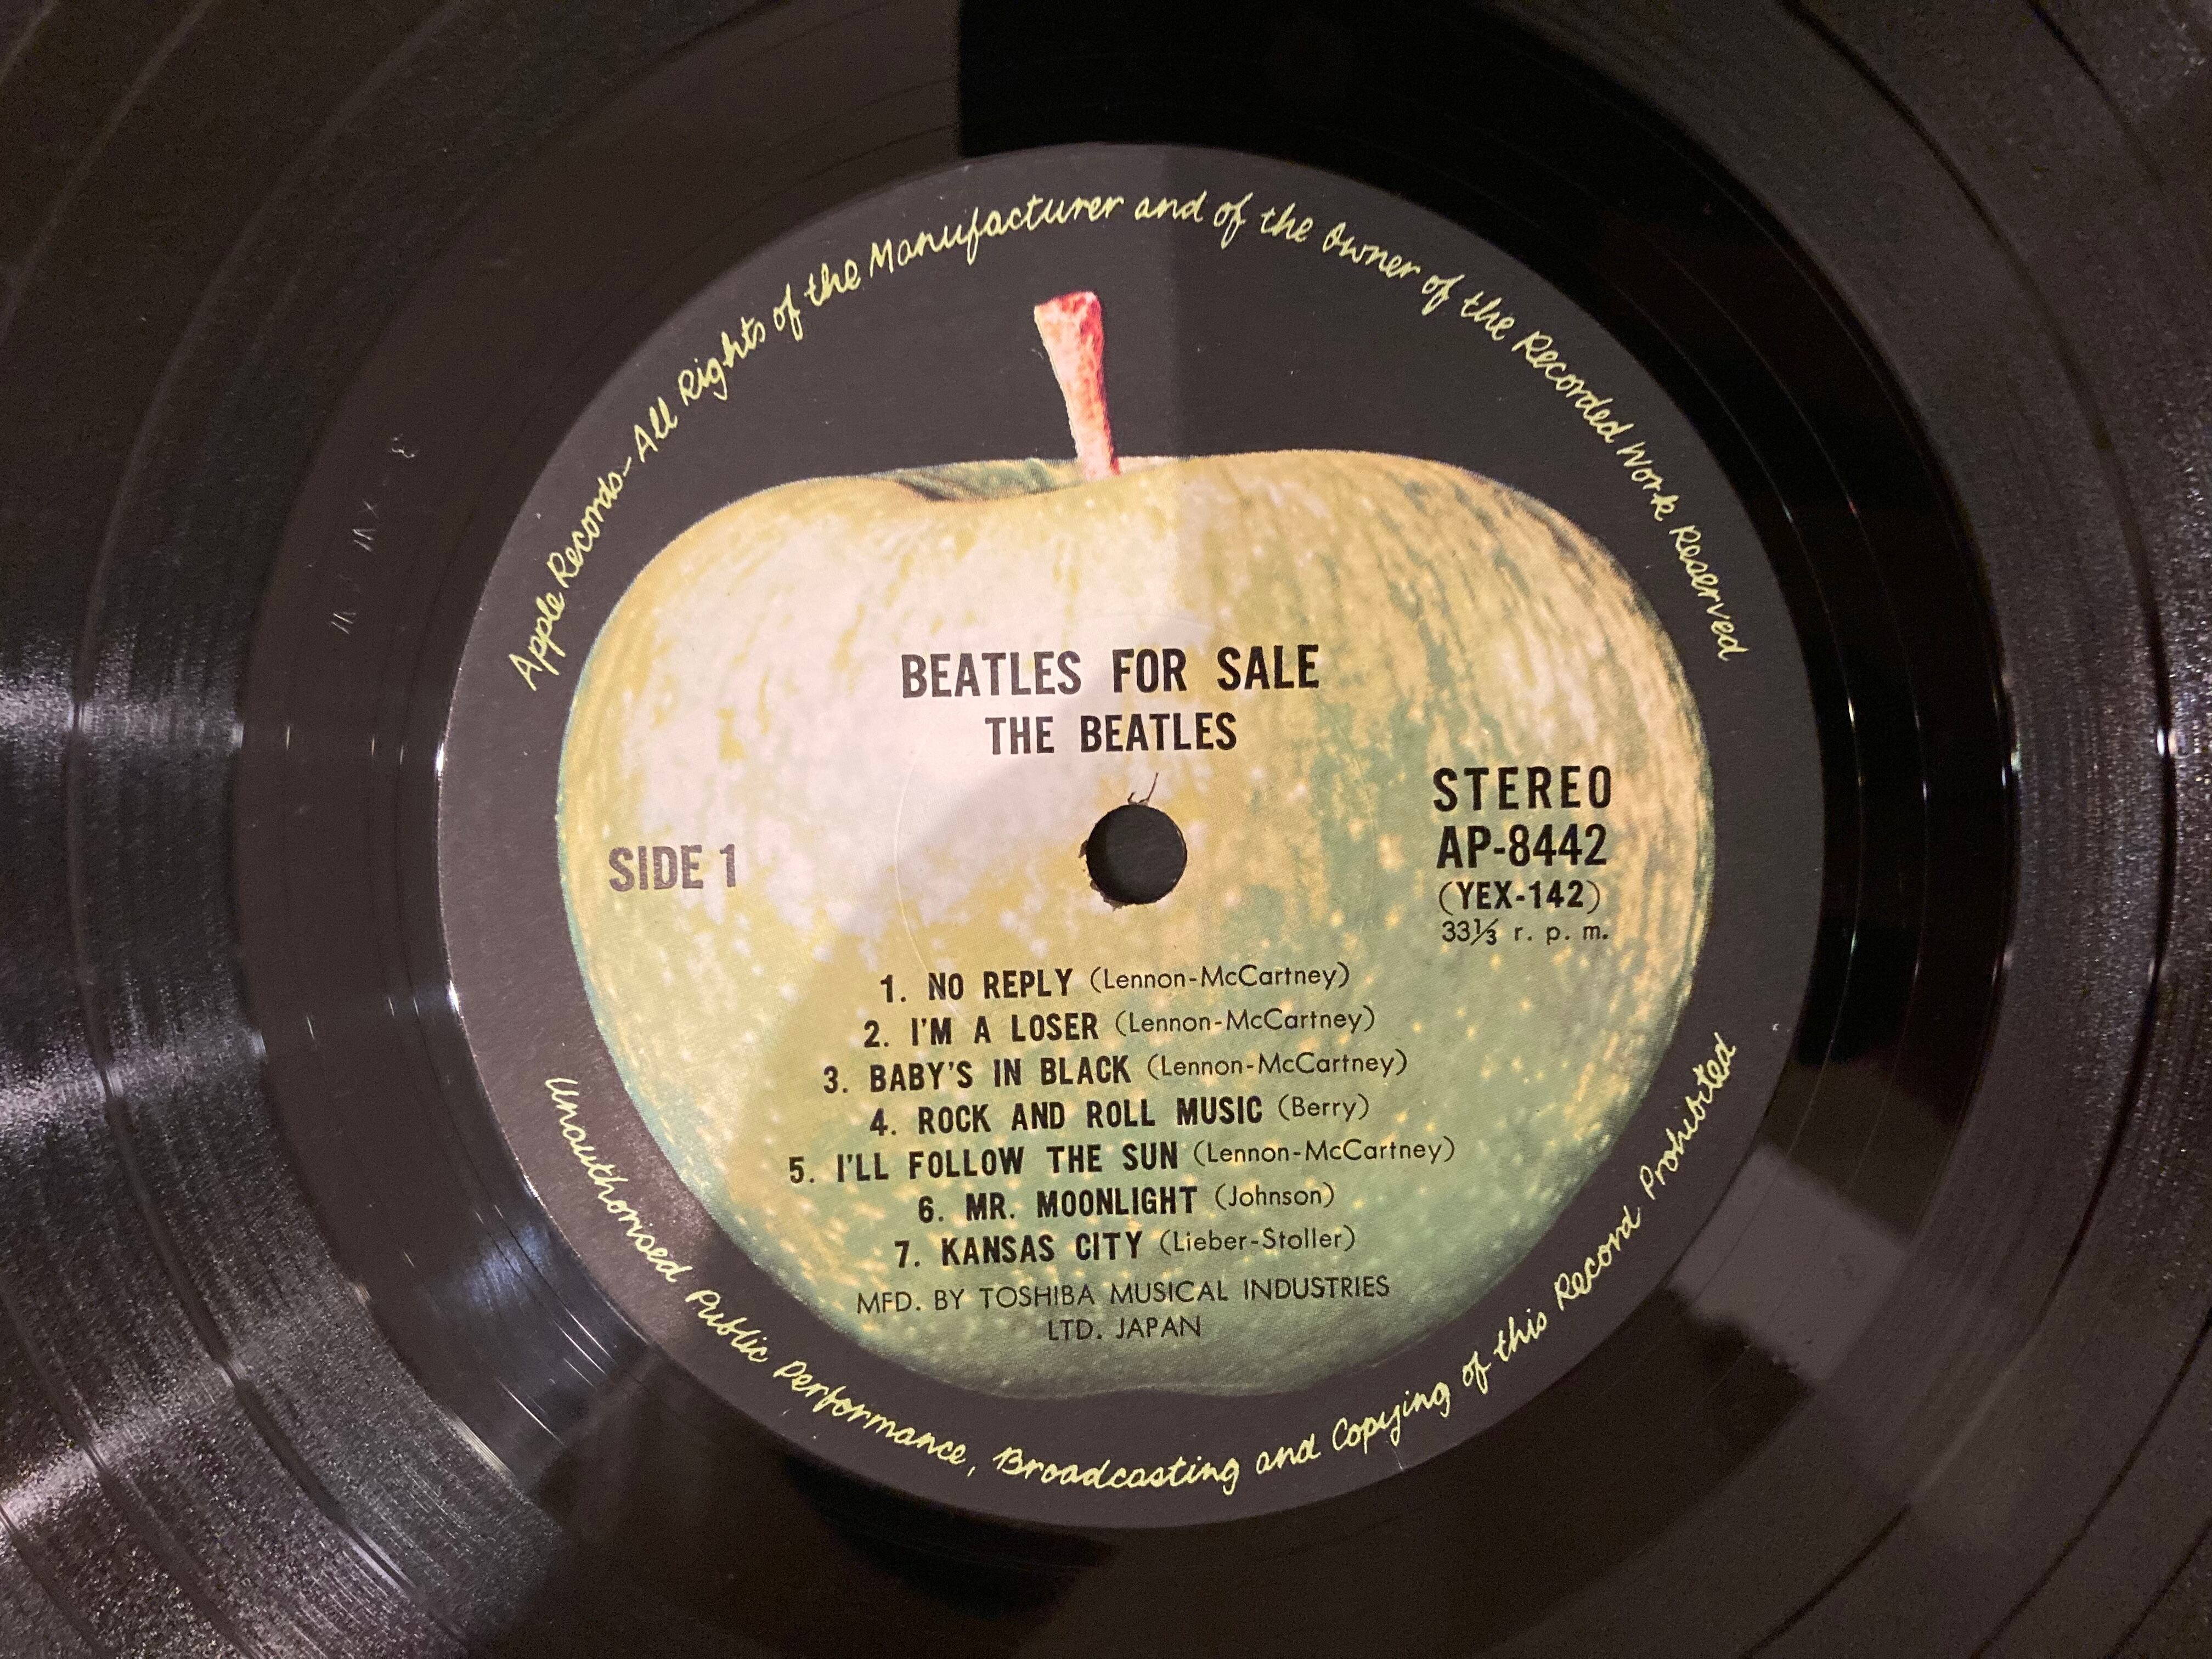 Apple Records-All Rights of the Manufacturer and of the Owner of the Recorded Work Reserved
BEATLES FOR SALE
THE BEATLES
SIDE 1
STEREO
AP-8442
(YEX-142)
33⅓ r. p. m.
1. NO REPLY (Lennon-McCartney)
2. I'M A LOSER (Lennon-McCartney)
3. BABY'S IN BLACK (Lennon-McCartney)
4. ROCK AND ROLL MUSIC (Berry)
5. I'LL FOLLOW THE SUN (Lennon-McCartney)
6. MR. MOONLIGHT (Johnson)
7. KANSAS CITY (Lieber-Stoller)
MFD. BY TOSHIBA MUSICAL INDUSTRIES
LTD. JAPAN
Unauthorised Public Performance, Broadcasting and Copying of this Record Prohibited